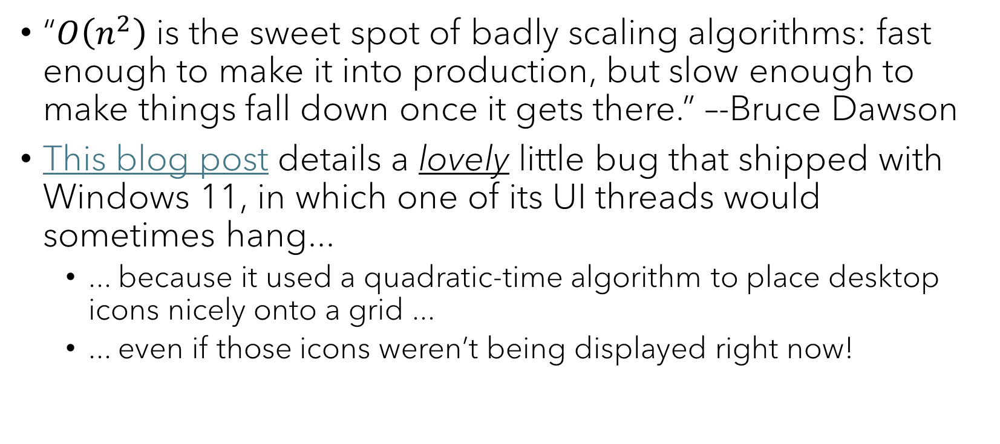 • “O(n²) is the sweet spot of badly scaling algorithms: fast
enough to make it into production, but slow enough to
make things fall down once it gets there.” –-Bruce Dawson
• This blog post details a lovely little bug that shipped with
Windows 11, in which one of its UI threads would
sometimes hang...
• ... because it used a quadratic-time algorithm to place desktop
icons nicely onto a grid ...
• ... even if those icons weren’t being displayed right now!